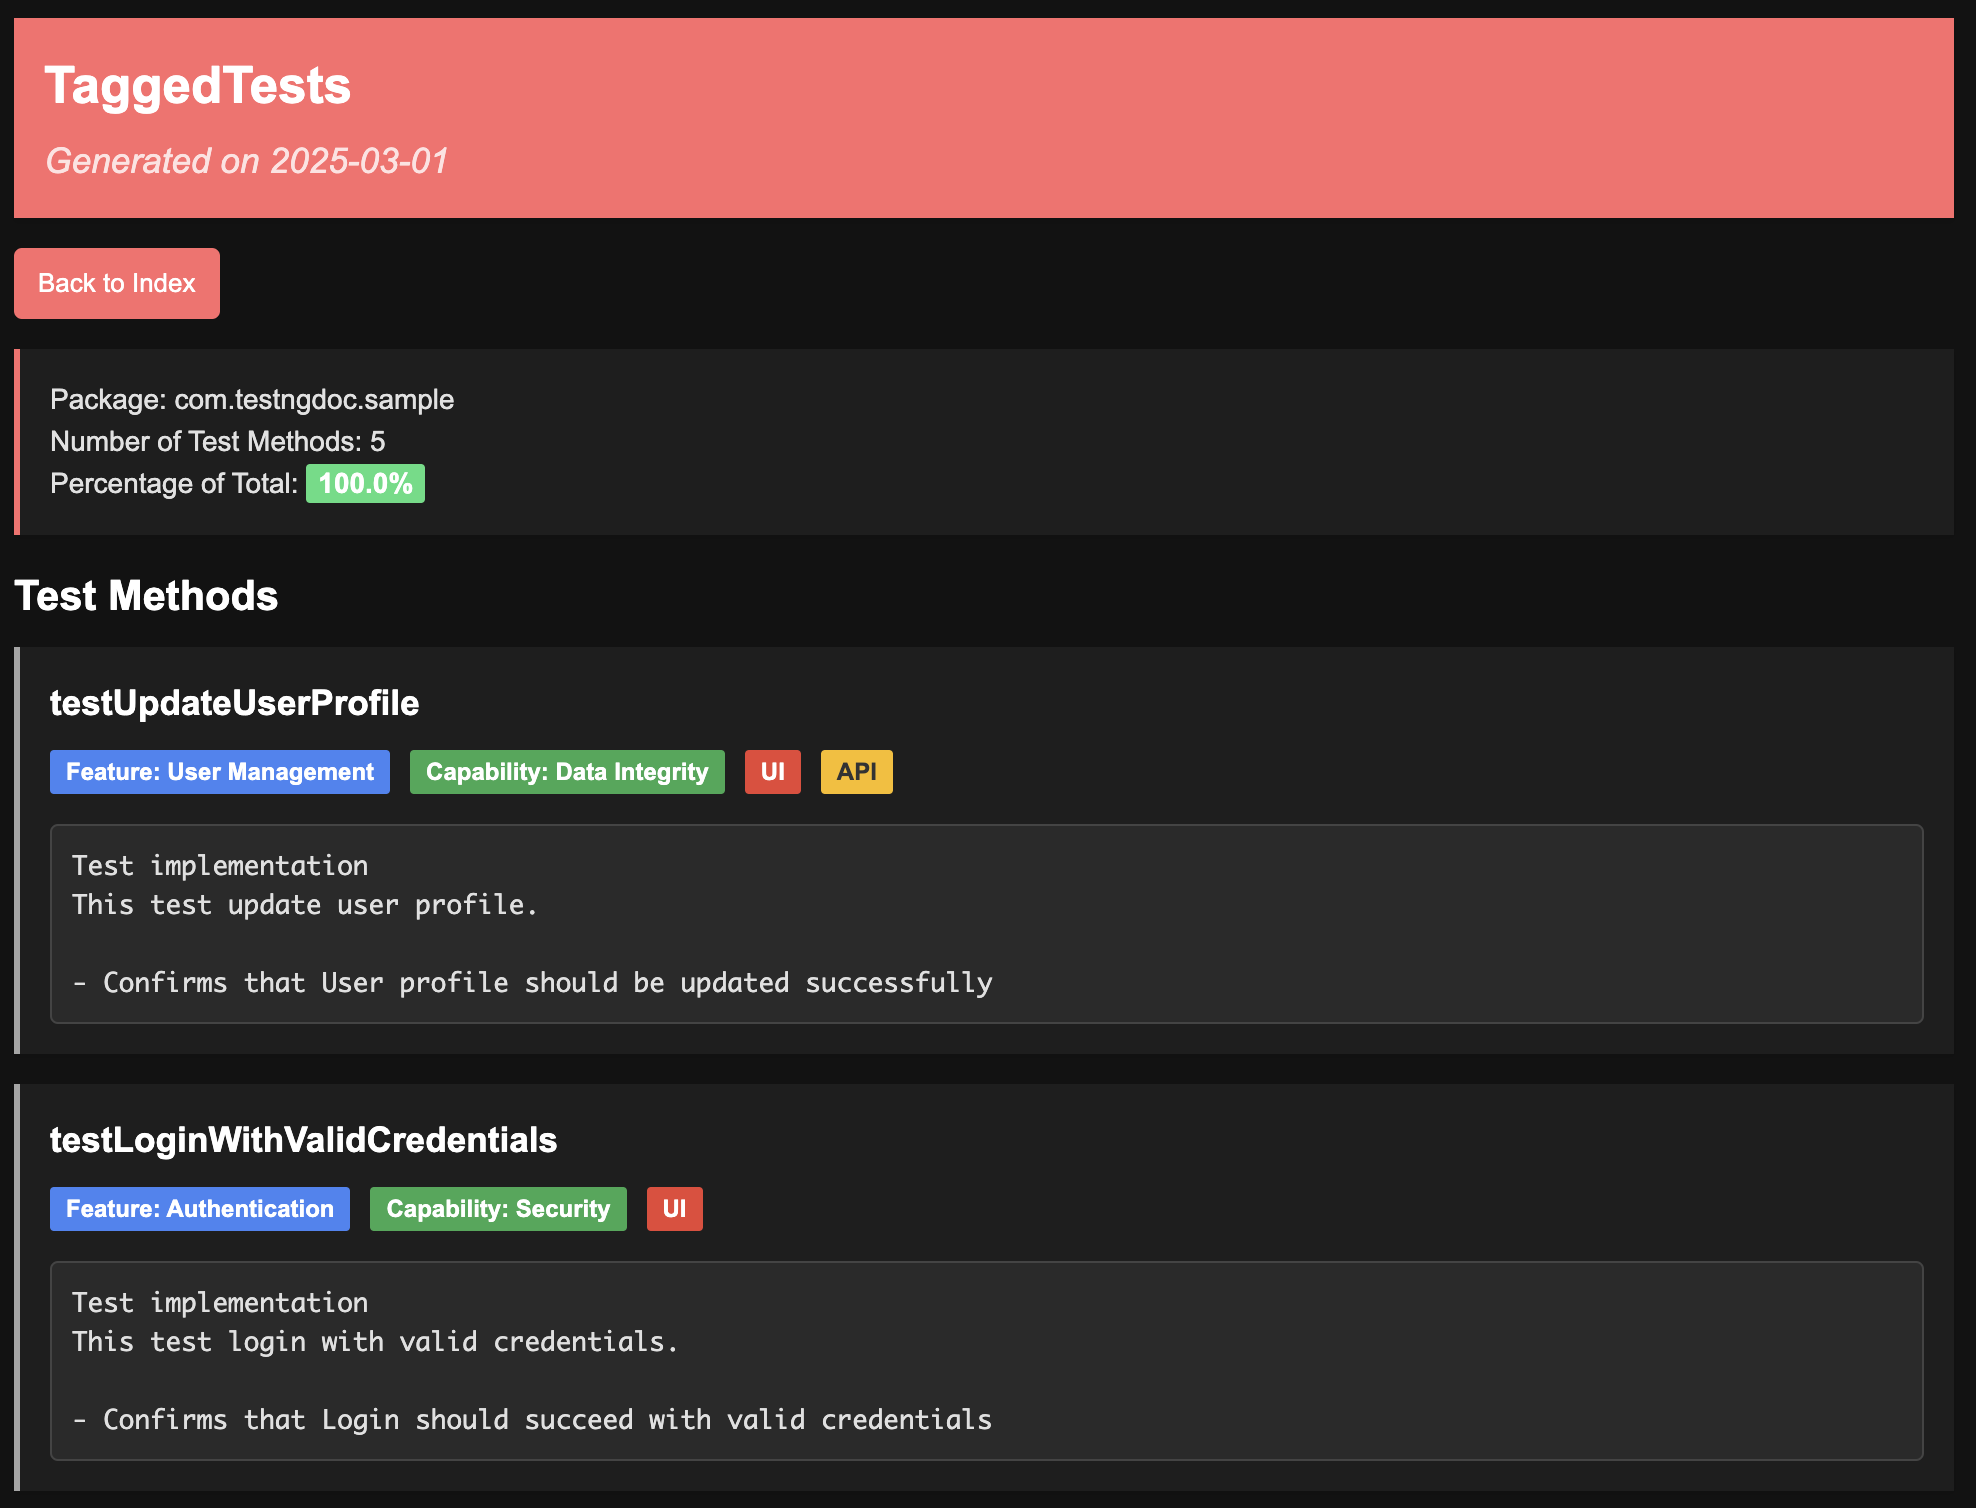 TaggedTests
Generated on 2025-03-01
Back to Index
Package: com.testngdoc.sample
Number of Test Methods: 5
Percentage of Total: 100.0%
Test Methods
testUpdateUserProfile
Feature: User Management Capability: Data Integrity UI API
Test implementation
This test update user profile.
- Confirms that User profile should be updated successfully
testLoginWithValidCredentials
Feature: Authentication Capability: Security UI
Test implementation
This test login with valid credentials.
- Confirms that Login should succeed with valid credentials